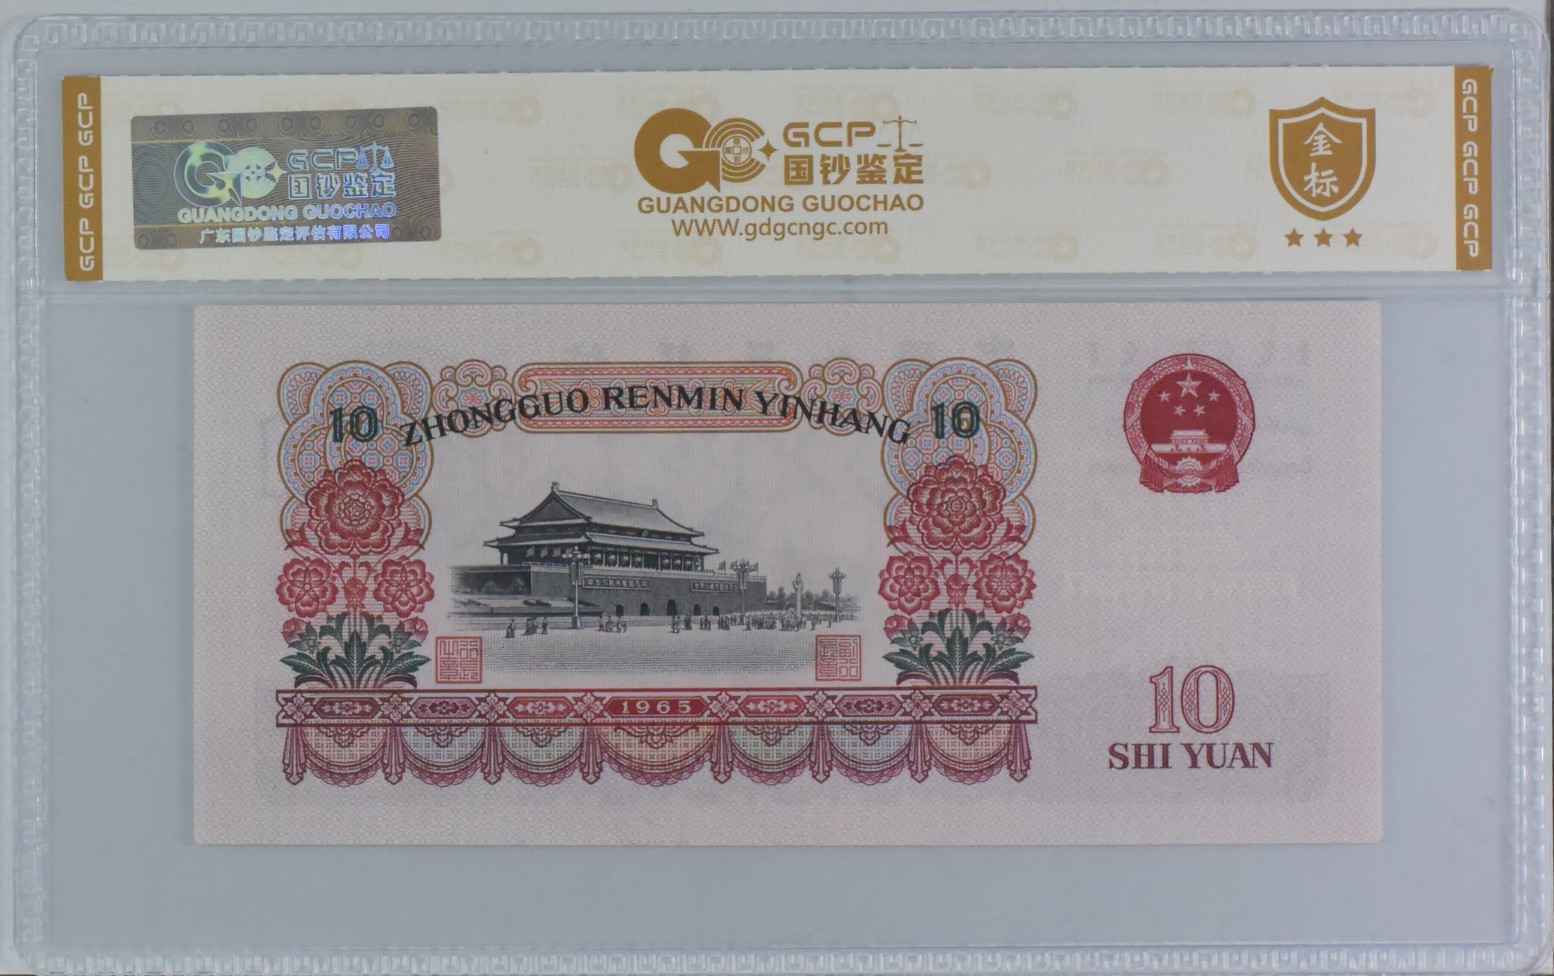 GCP GCP GCP
GCP
国钞鉴定
GUANGDONG GUOCHAO
广东国钞鉴定评估有限公司
GCP
国钞鉴定
GUANGDONG GUOCHAO
WWW.gdgcngc.com
金
标
GCP GCP GCP
ZHONGGUO RENMIN YINHANG
10
10
1965
10
SHI YUAN